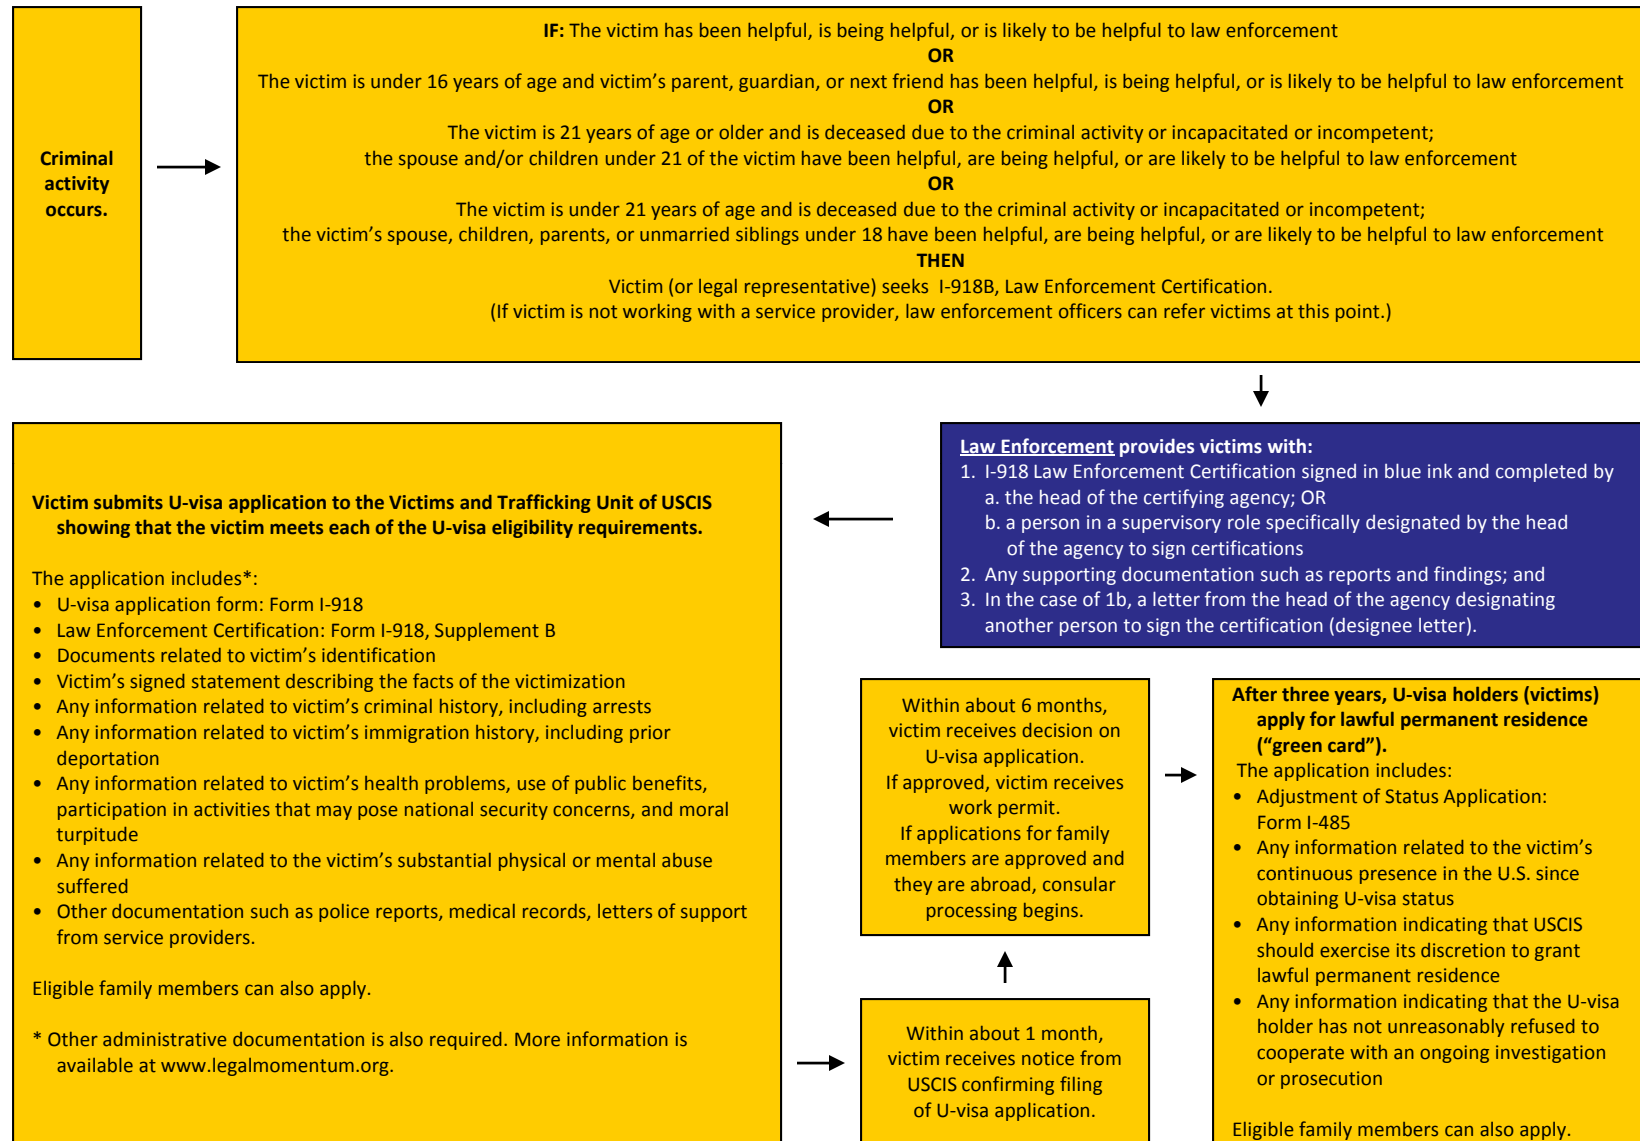 Criminal
activity
occurs.
IF: The victim has been helpful, is being helpful, or is likely to be helpful to law enforcement
OR
The victim is under 16 years of age and victim’s parent, guardian, or next friend has been helpful, is being helpful, or is likely to be helpful to law enforcement
OR
The victim is 21 years of age or older and is deceased due to the criminal activity or incapacitated or incompetent;
the spouse and/or children under 21 of the victim have been helpful, are being helpful, or are likely to be helpful to law enforcement
OR
The victim is under 21 years of age and is deceased due to the criminal activity or incapacitated or incompetent;
the victim’s spouse, children, parents, or unmarried siblings under 18 have been helpful, are being helpful, or are likely to be helpful to law enforcement
THEN
Victim (or legal representative) seeks I-918B, Law Enforcement Certification.
(If victim is not working with a service provider, law enforcement officers can refer victims at this point.)
Law Enforcement provides victims with:
1. I-918 Law Enforcement Certification signed in blue ink and completed by
a. the head of the certifying agency; OR
b. a person in a supervisory role specifically designated by the head
of the agency to sign certifications
2. Any supporting documentation such as reports and findings; and
3. In the case of 1b, a letter from the head of the agency designating
another person to sign the certification (designee letter).
Victim submits U-visa application to the Victims and Trafficking Unit of USCIS
showing that the victim meets each of the U-visa eligibility requirements.
The application includes*:
• U-visa application form: Form I-918
• Law Enforcement Certification: Form I-918, Supplement B
• Documents related to victim’s identification
• Victim’s signed statement describing the facts of the victimization
• Any information related to victim’s criminal history, including arrests
• Any information related to victim’s immigration history, including prior
deportation
• Any information related to victim’s health problems, use of public benefits,
participation in activities that may pose national security concerns, and moral
turpitude
• Any information related to the victim’s substantial physical or mental abuse
suffered
• Other documentation such as police reports, medical records, letters of support
from service providers.
Eligible family members can also apply.
* Other administrative documentation is also required. More information is
available at www.legalmomentum.org.
Within about 1 month,
victim receives notice from
USCIS confirming filing
of U-visa application.
Within about 6 months,
victim receives decision on
U-visa application.
If approved, victim receives
work permit.
If applications for family
members are approved and
they are abroad, consular
processing begins.
After three years, U-visa holders (victims)
apply for lawful permanent residence
(“green card”).
The application includes:
• Adjustment of Status Application:
Form I-485
• Any information related to the victim’s
continuous presence in the U.S. since
obtaining U-visa status
• Any information indicating that USCIS
should exercise its discretion to grant
lawful permanent residence
• Any information indicating that the U-visa
holder has not unreasonably refused to
cooperate with an ongoing investigation
or prosecution
Eligible family members can also apply.